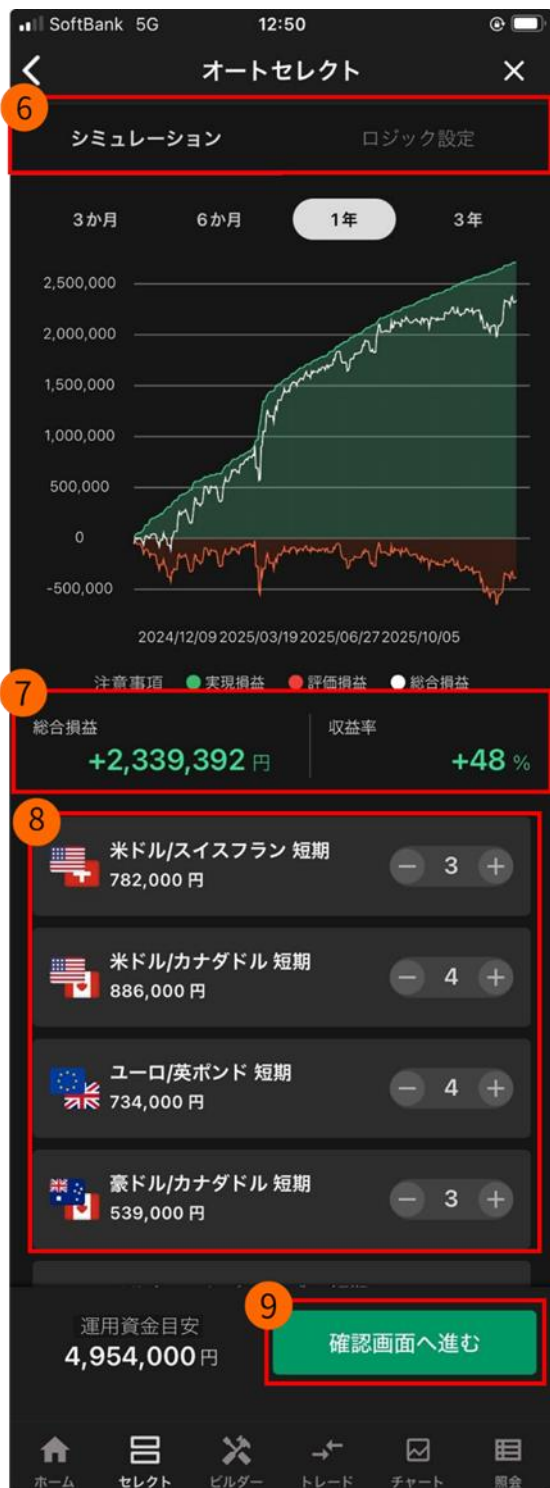 SoftBank 5G 12:50
オートセレクト
6
シミュレーション ロジック設定
3か月 6か月 1年 3年
2,500,000
2,000,000
1,500,000
1,000,000
500,000
0
-500,000
2024/12/09 2025/03/19 2025/06/27 2025/10/05
注意事項 実現損益 評価損益 総合損益
7
総合損益 収益率
+2,339,392 円 +48 %
8
米ドル/スイスフラン 短期
782,000 円
− 3 +
米ドル/カナダドル 短期
886,000 円
− 4 +
ユーロ/英ポンド 短期
734,000 円
− 4 +
豪ドル/カナダドル 短期
539,000 円
− 3 +
9
運用資金目安
4,954,000 円
確認画面へ進む
ホーム セレクト ビルダー トレード チャート 照会